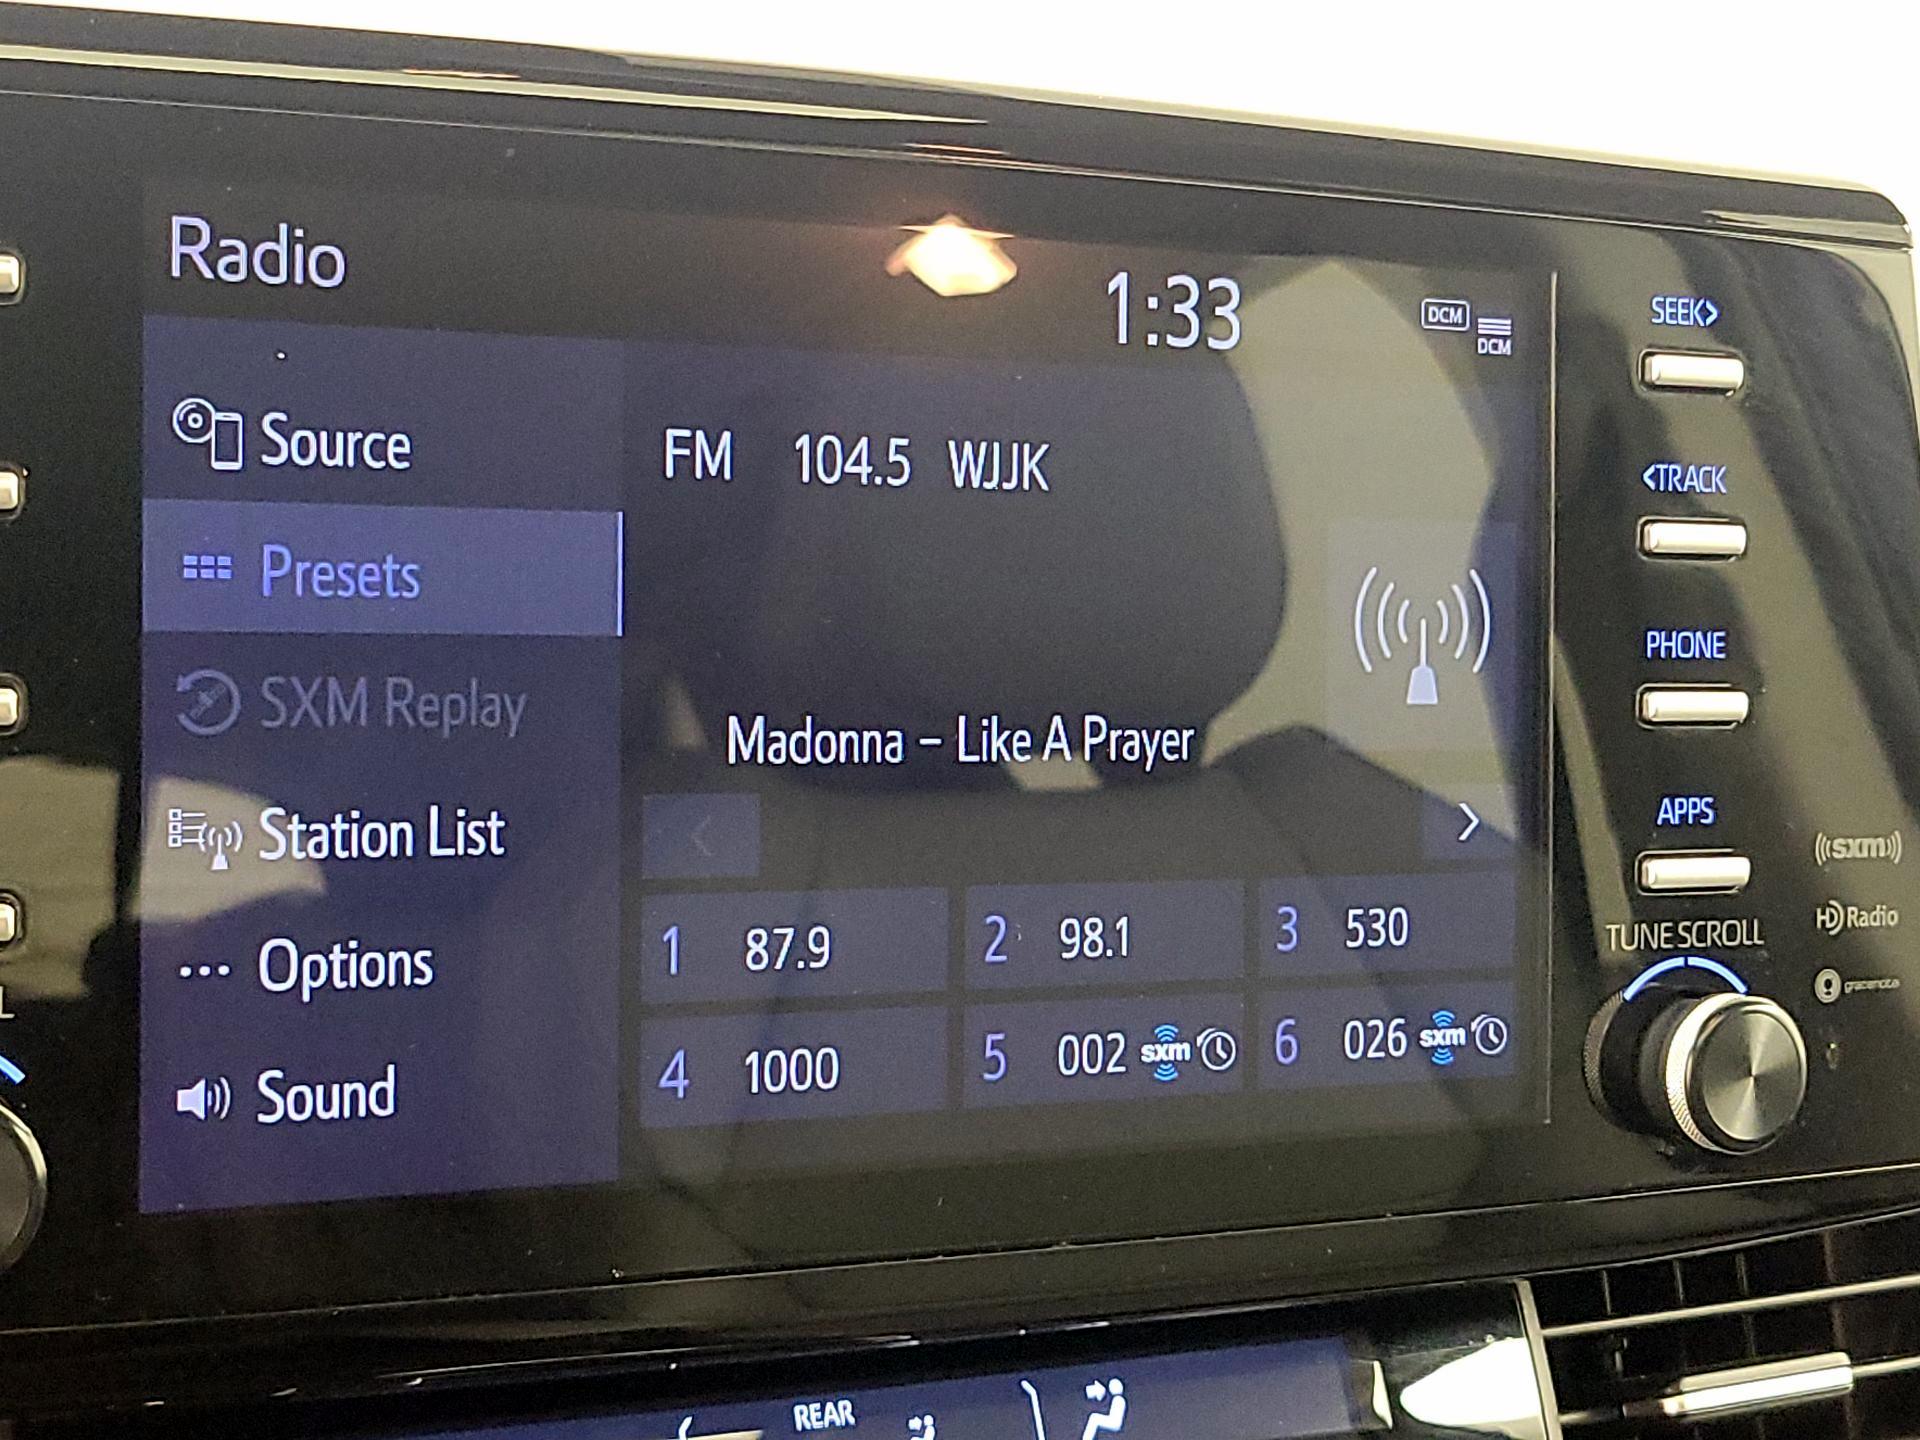 Radio
1:33
DCM
DCM
Source
Presets
SXM Replay
Station List
Options
Sound
FM 104.5 WJJK
Madonna – Like A Prayer
<
>
1 87.9
2 98.1
3 530
4 1000
5 002 sxm
6 026 sxm
SEEK>
<TRACK
PHONE
APPS
TUNE SCROLL
((sxm))
HD Radio
gracenote
L
REAR